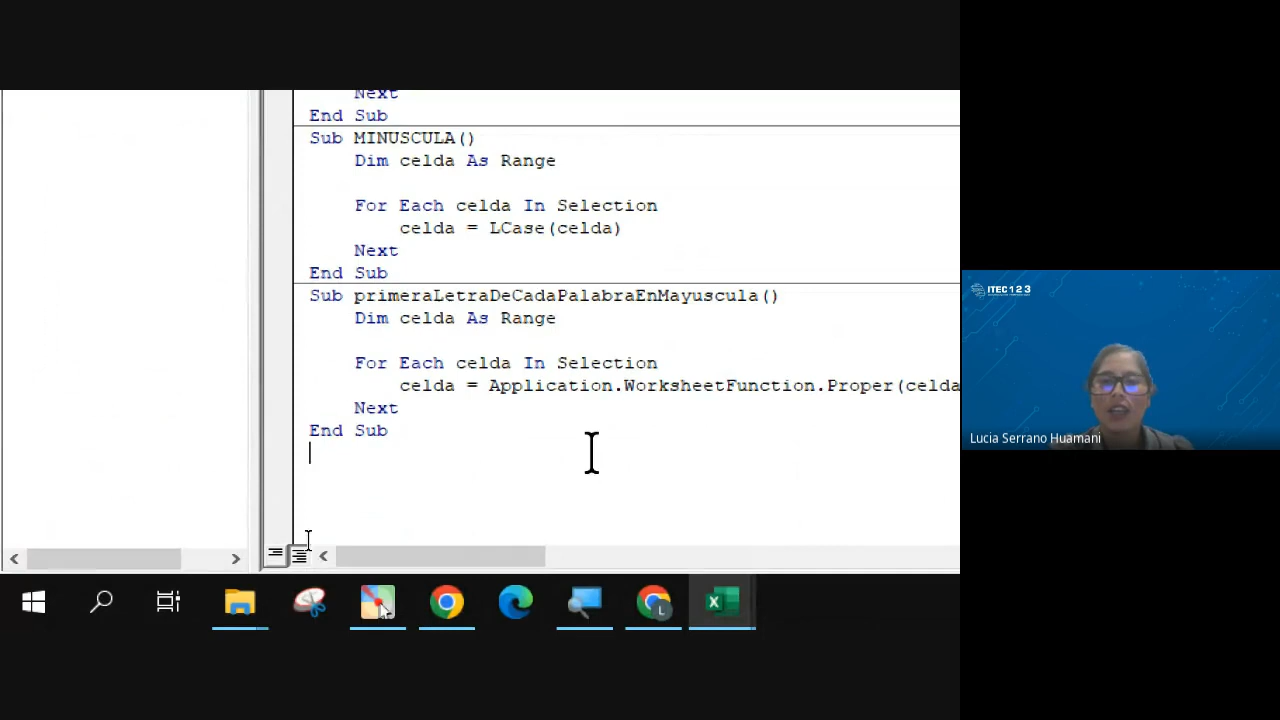 Next
End Sub
Sub MINUSCULA()
Dim celda As Range
For Each celda In Selection
celda = LCase(celda)
Next
End Sub
Sub primeraLetraDeCadaPalabraEnMayuscula()
Dim celda As Range
For Each celda In Selection
celda = Application.WorksheetFunction.Proper(celda
Next
End Sub
ITEC 123
Lucia Serrano Huamani
L
X